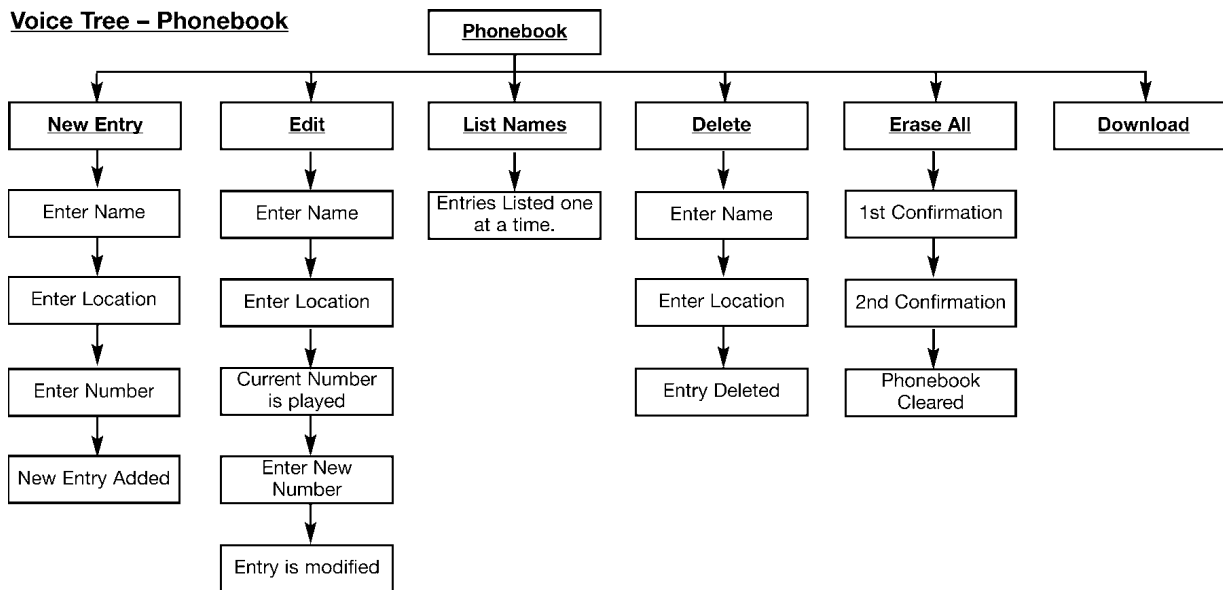 Voice Tree – Phonebook
Phonebook
New Entry
Edit
List Names
Delete
Erase All
Download
Enter Name
Enter Name
Entries Listed one
at a time.
Enter Name
1st Confirmation
Enter Location
Enter Location
Enter Location
2nd Confirmation
Enter Number
Current Number
is played
Entry Deleted
Phonebook
Cleared
New Entry Added
Enter New
Number
Entry is modified